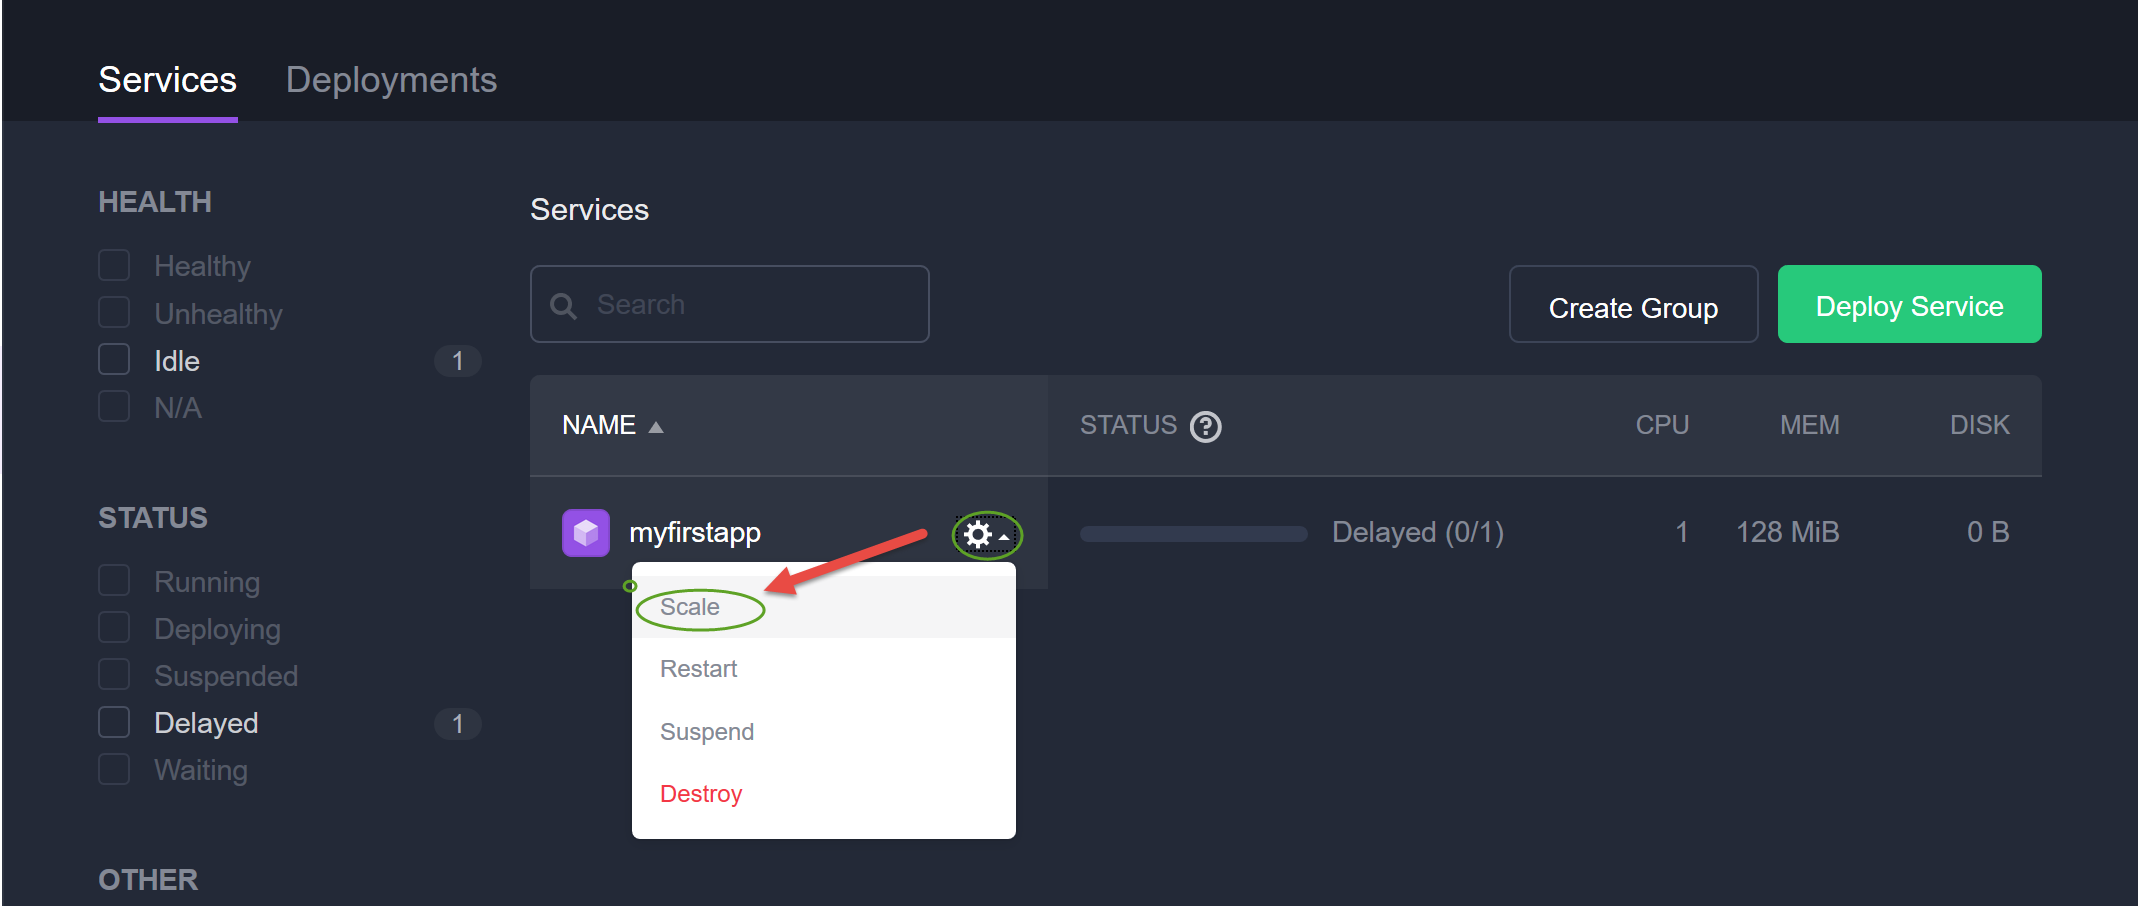 Services Deployments
HEALTH
Healthy
Unhealthy
Idle 1
N/A
STATUS
Running
Deploying
Suspended
Delayed 1
Waiting
OTHER
Services
Search
Create Group
Deploy Service
NAME STATUS ? CPU MEM DISK
myfirstapp Delayed (0/1) 1 128 MiB 0 B
Scale
Restart
Suspend
Destroy